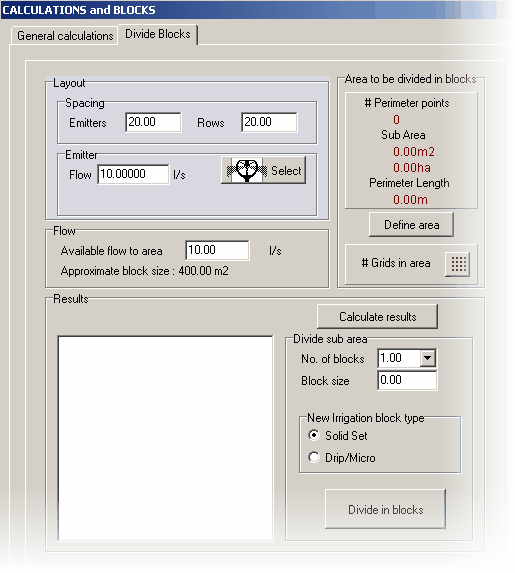 CALCULATIONS and BLOCKS
General calculations Divide Blocks
Layout
Spacing
Emitters 20.00 Rows 20.00
Emitter
Flow 10.00000 l/s Select
Flow
Available flow to area 10.00 l/s
Approximate block size : 400.00 m2
Area to be divided in blocks
# Perimeter points
0
Sub Area
0.00m2
0.00ha
Perimeter Length
0.00m
Define area
# Grids in area
Results
Calculate results
Divide sub area
No. of blocks 1.00
Block size 0.00
New Irrigation block type
Solid Set
Drip/Micro
Divide in blocks